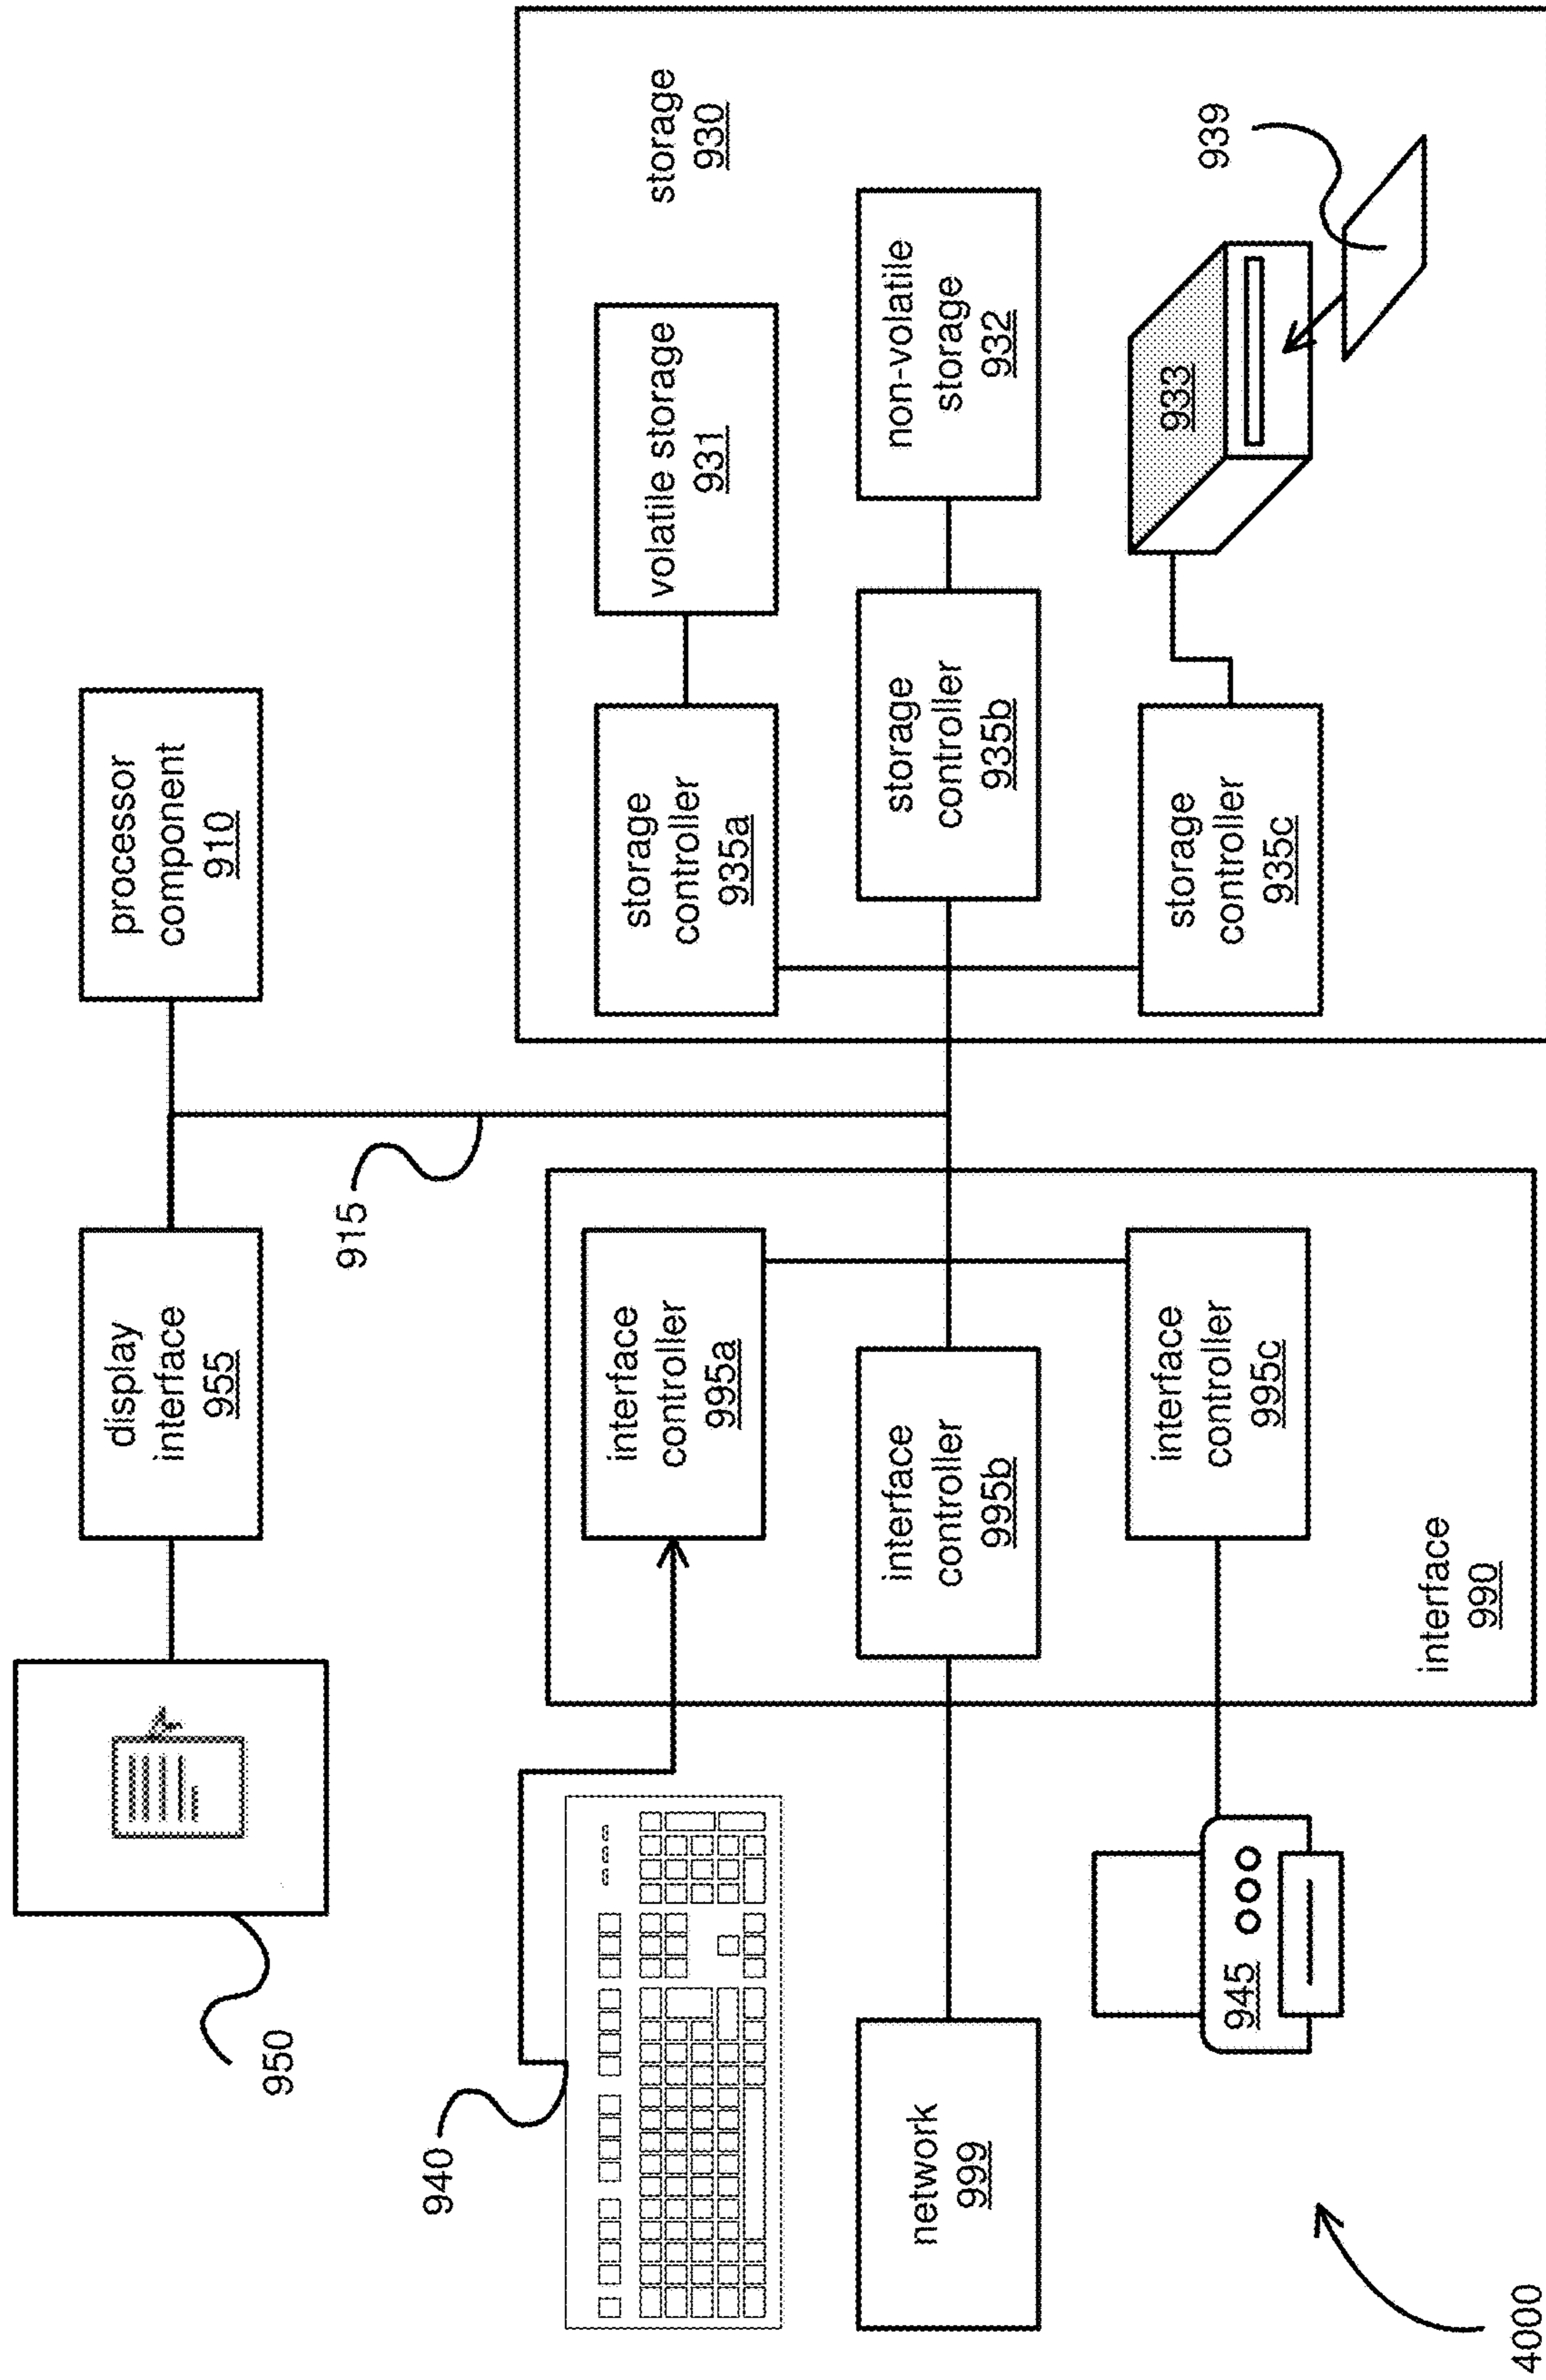 950
display
interface
955
processor
component
910
915
940
interface
controller
995a
storage
controller
935a
volatile storage
931
storage
930
network
999
interface
controller
995b
storage
controller
935b
non-volatile
storage
932
945
interface
controller
995c
storage
controller
935c
933
939
interface
990
4000